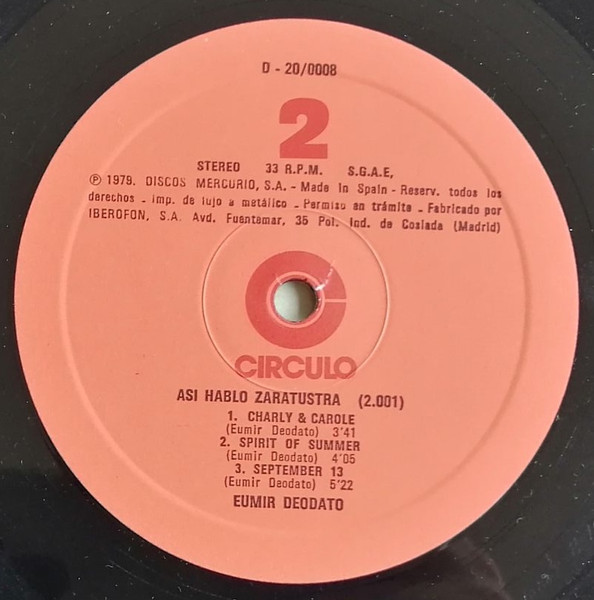 D - 20/0008
2
STEREO 33 R.P.M. S.G.A.E,
℗ 1979. DISCOS MERCURIO, S.A. - Made In Spain - Reserv. todos los
derechos - imp. de lujo a metálico - Permiso en trámite - Fabricado por
IBEROFON, S.A. Avd. Fuentemar, 35 Pol. Ind. de Coslada (Madrid)
CIRCULO
ASI HABLO ZARATUSTRA (2.001)
1. CHARLY & CAROLE
(Eumir Deodato) 3'41
2. SPIRIT OF SUMMER
(Eumir Deodato) 4'05
3. SEPTEMBER 13
(Eumir Deodato) 5'22
EUMIR DEODATO